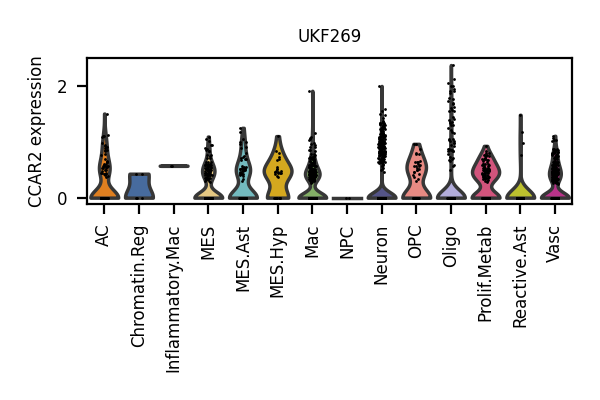 UKF269
CCAR2 expression
2
0
AC
Chromatin.Reg
Inflammatory.Mac
MES
MES.Ast
MES.Hyp
Mac
NPC
Neuron
OPC
Oligo
Prolif.Metab
Reactive.Ast
Vasc